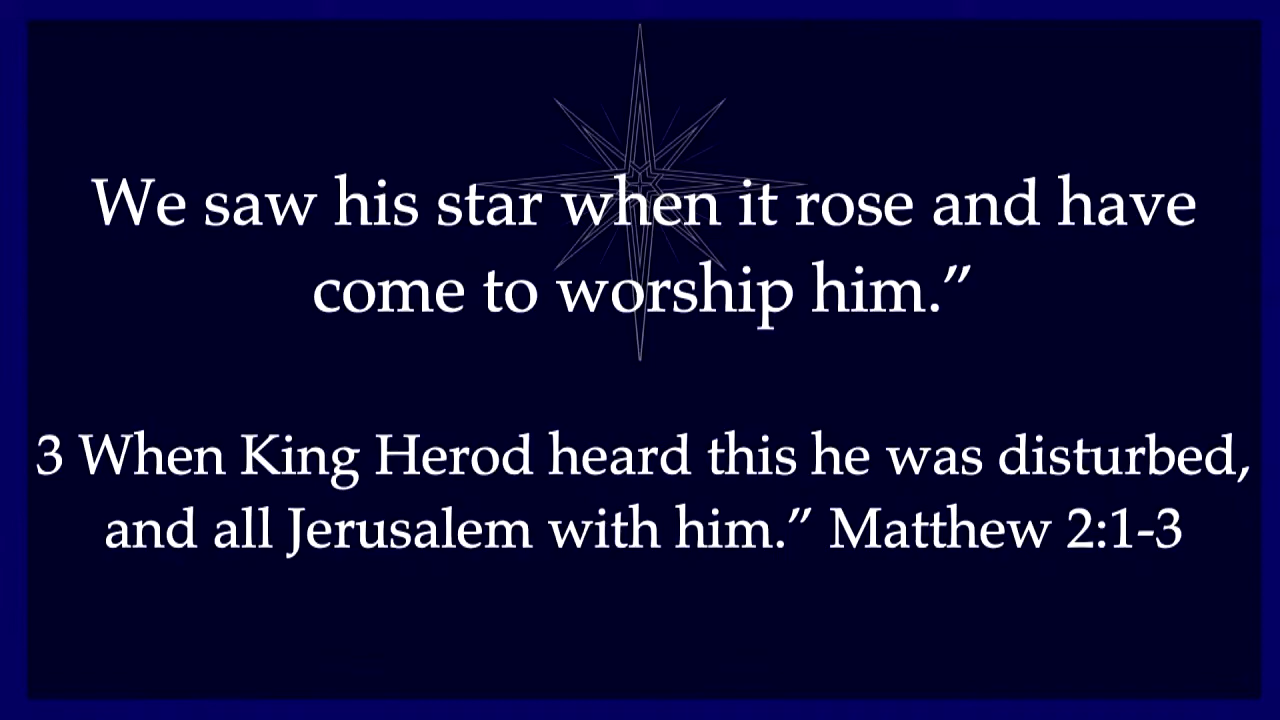 We saw his star when it rose and have
come to worship him.”
3 When King Herod heard this he was disturbed,
and all Jerusalem with him.” Matthew 2:1-3